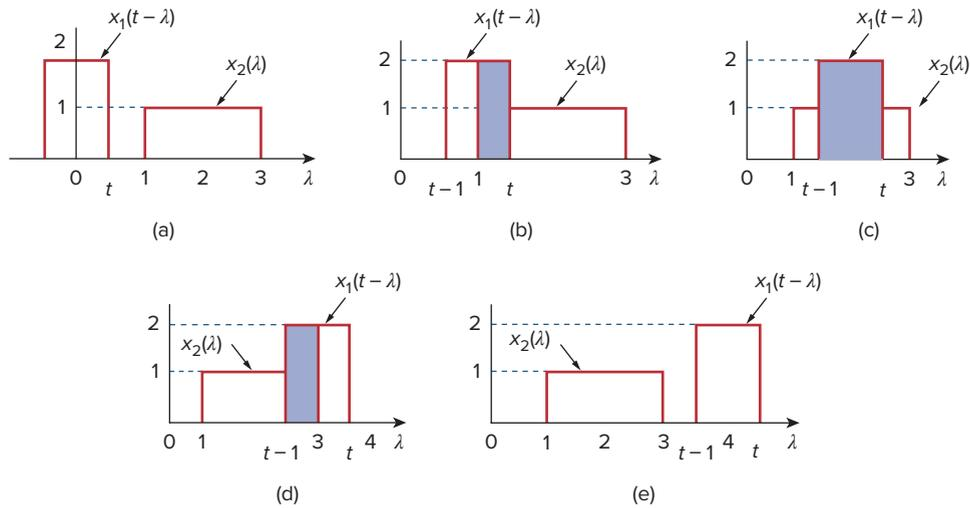 x₁(t − λ)
2
x₂(λ)
1
0 t 1 2 3 λ
(a)
x₁(t − λ)
2
x₂(λ)
1
0 t − 1 1 t 3 λ
(b)
x₁(t − λ)
2
x₂(λ)
1
0 1 t − 1 t 3 λ
(c)
x₁(t − λ)
2
x₂(λ)
1
0 1 t − 1 3 t 4 λ
(d)
x₁(t − λ)
2
x₂(λ)
1
0 1 2 3 t − 1 4 t λ
(e)